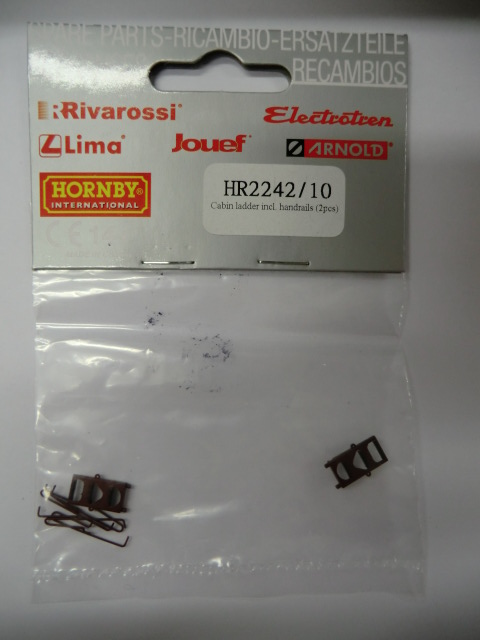 SPARE PARTS-RICAMBIO-ERSATZTEILE
RECAMBIOS
Rivarossi
Electrotren
Lima
Jouef
ARNOLD
HORNBY
INTERNATIONAL
HR2242/10
Cabin ladder incl. handrails (2pcs)